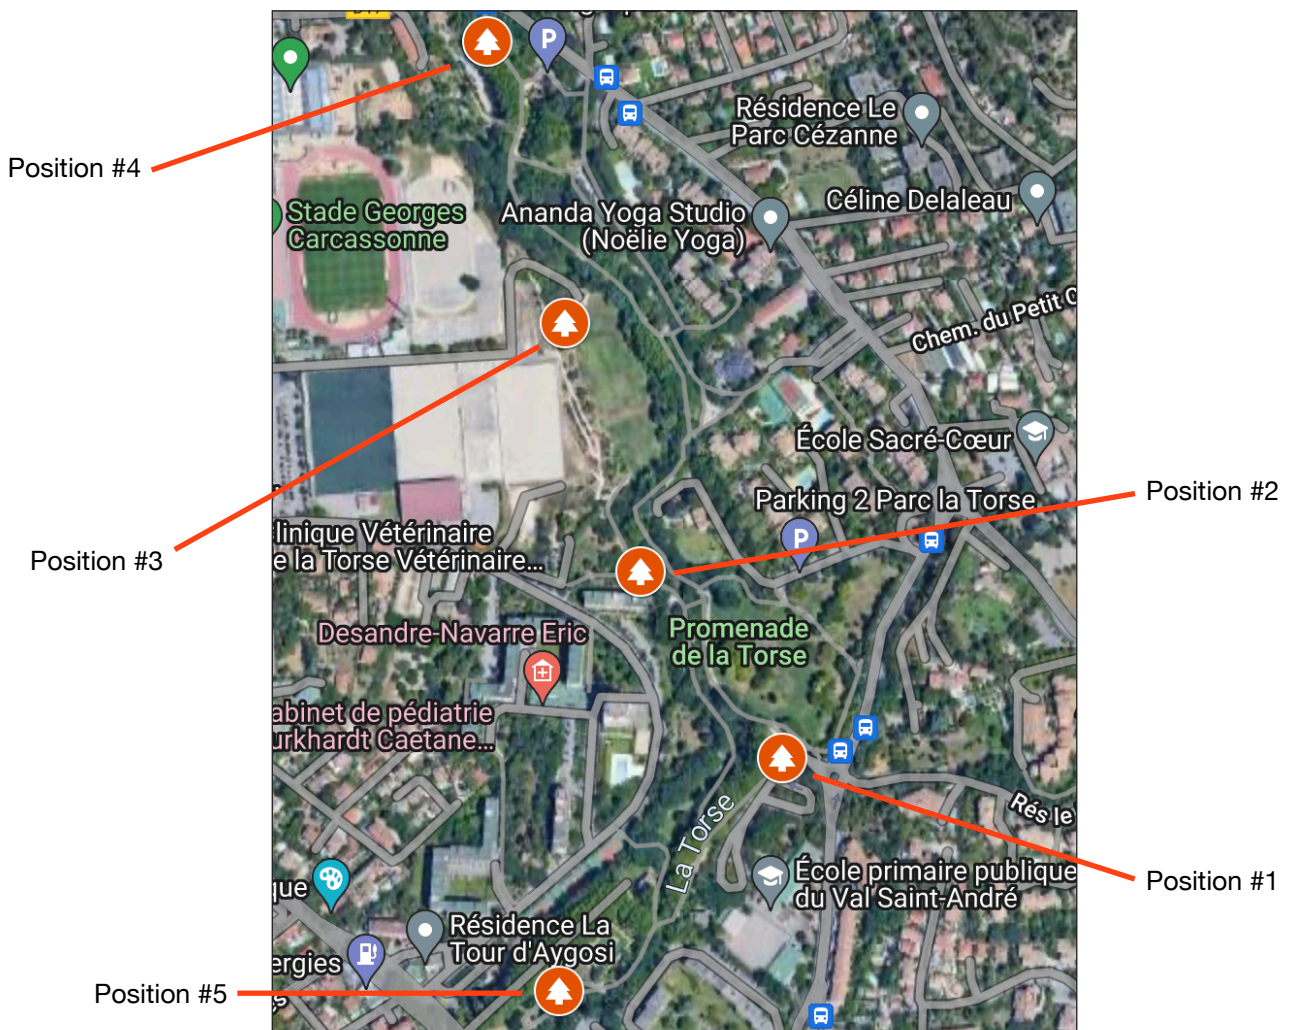 Résidence Le
Parc Cézanne
Position #4
Céline Delaleau
Stade Georges
Carcassonne
Ananda Yoga Studio
(Noëlie Yoga)
Chem. du Petit C
École Sacré-Cœur
Position #2
Parking 2 Parc la Torse
linique Vétérinaire
e la Torse Vétérinaire...
Position #3
Promenade
de la Torse
Desandre-Navarre Eric
abinet de pédiatrie
urkhardt Caetane...
La Torse
Rés le
École primaire publique
du Val Saint-André
Position #1
que
Résidence La
Tour d'Aygosi
ergies
Position #5
P
P